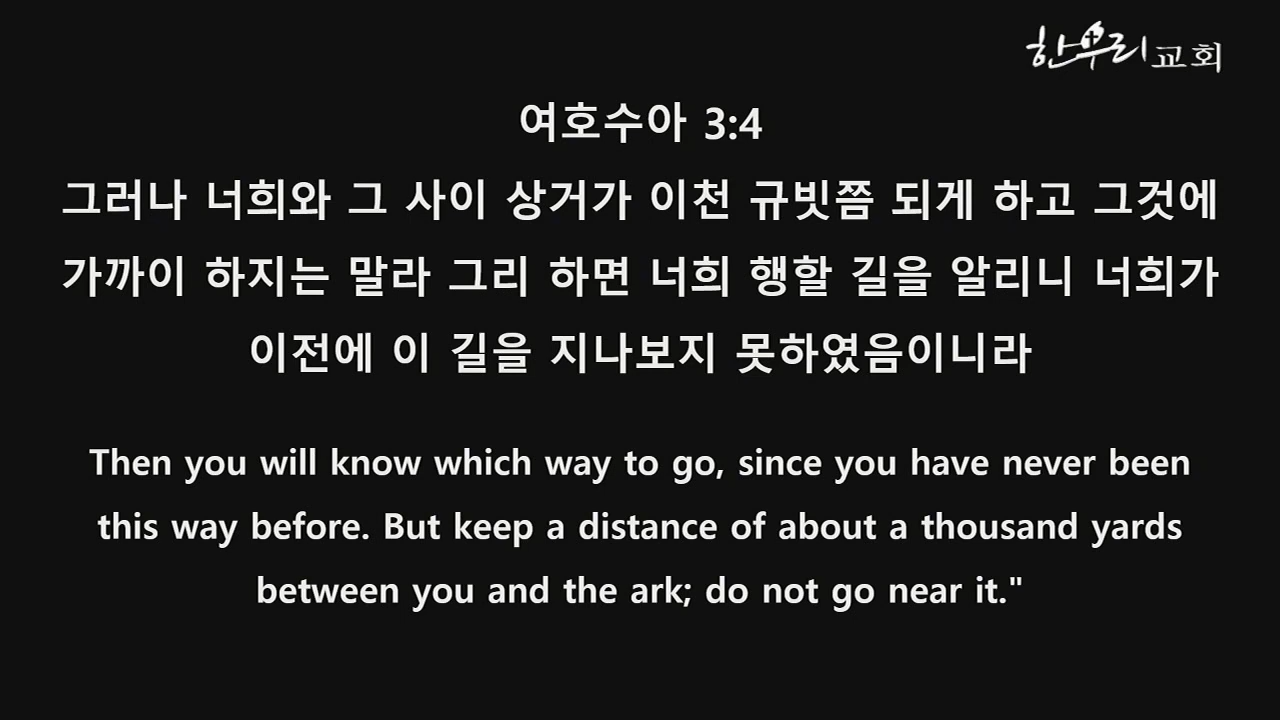 한우리교회
여호수아 3:4
그러나 너희와 그 사이 상거가 이천 규빗쯤 되게 하고 그것에
가까이 하지는 말라 그리 하면 너희 행할 길을 알리니 너희가
이전에 이 길을 지나보지 못하였음이니라
Then you will know which way to go, since you have never been
this way before. But keep a distance of about a thousand yards
between you and the ark; do not go near it."